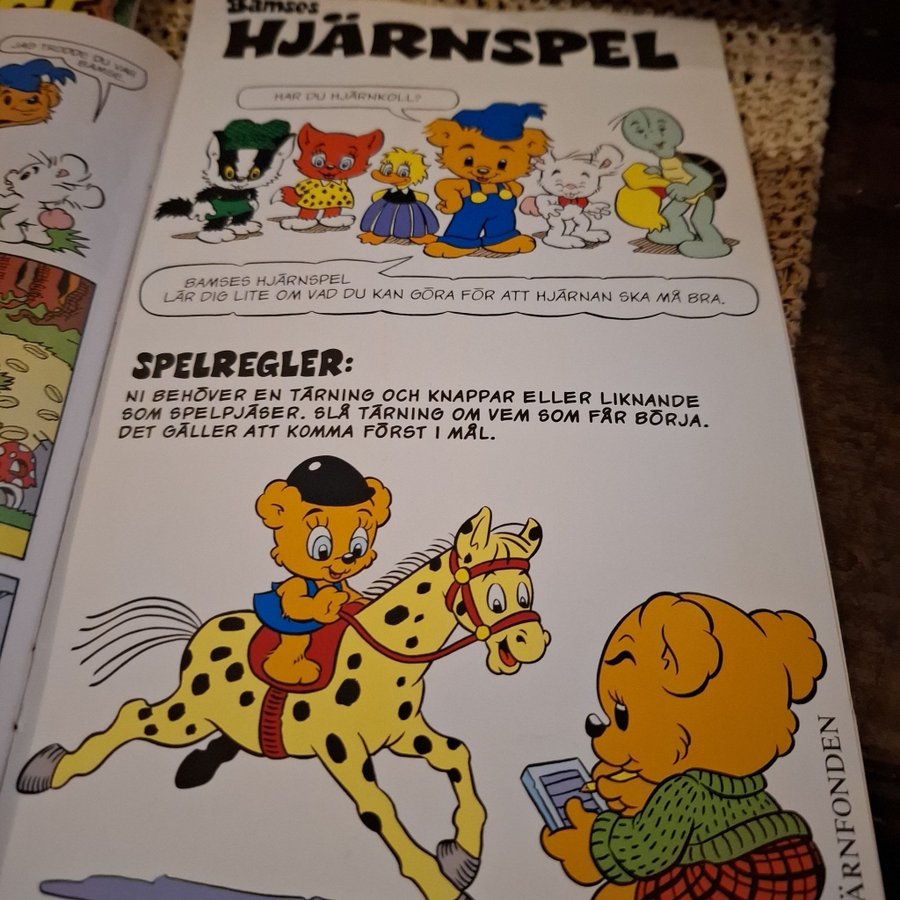 JAG TRODDE DU VAR
BAMSE.
Bamses
HJÄRNSPEL
HAR DU HJÄRNKOLL?
BAMSES HJÄRNSPEL
LÄR DIG LITE OM VAD DU KAN GÖRA FÖR ATT HJÄRNAN SKA MÅ BRA.
SPELREGLER:
NI BEHÖVER EN TÄRNING OCH KNAPPAR ELLER LIKNANDE
SOM SPELPJÄSER. SLÅ TÄRNING OM VEM SOM FÅR BÖRJA.
DET GÄLLER ATT KOMMA FÖRST I MÅL.
ÄRNFONDEN